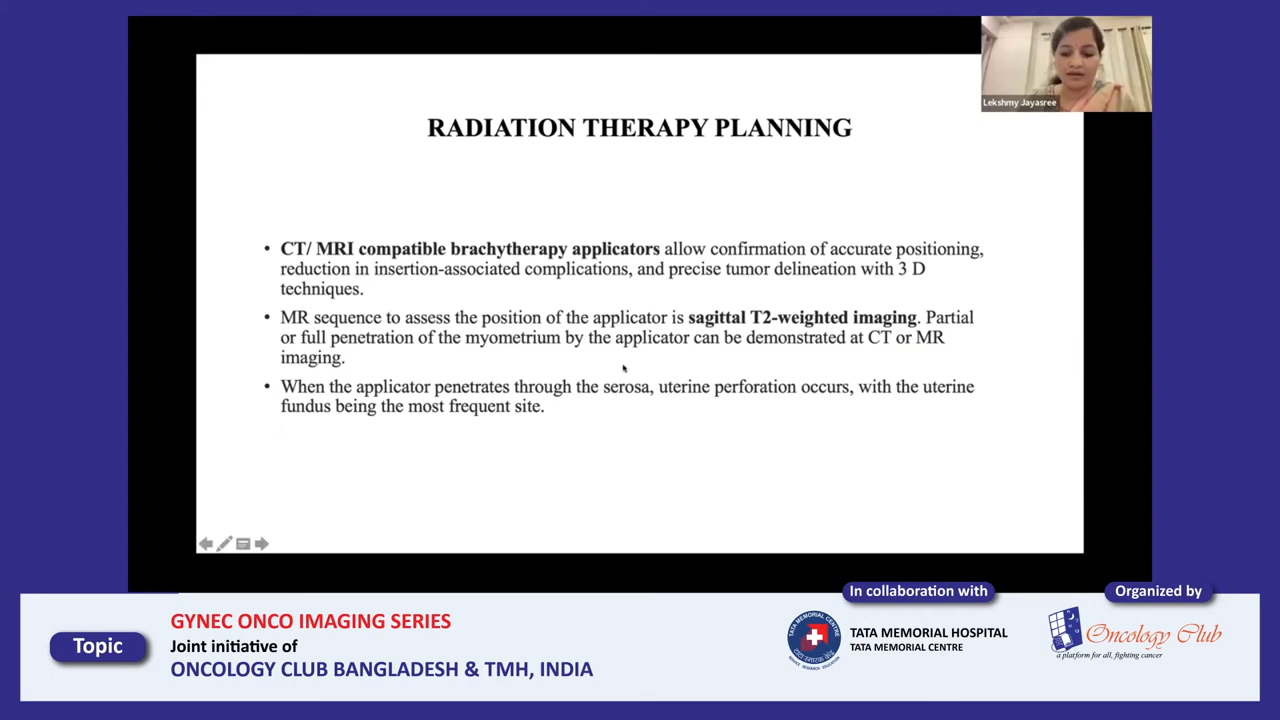 Lekshmy Jayasree
RADIATION THERAPY PLANNING
• CT/ MRI compatible brachytherapy applicators allow confirmation of accurate positioning,
reduction in insertion-associated complications, and precise tumor delineation with 3 D
techniques.
• MR sequence to assess the position of the applicator is sagittal T2-weighted imaging. Partial
or full penetration of the myometrium by the applicator can be demonstrated at CT or MR
imaging.
• When the applicator penetrates through the serosa, uterine perforation occurs, with the uterine
fundus being the most frequent site.
Topic
GYNEC ONCO IMAGING SERIES
Joint initiative of
ONCOLOGY CLUB BANGLADESH & TMH, INDIA
In collaboration with
TATA MEMORIAL CENTRE
TATA MEMORIAL HOSPITAL
TATA MEMORIAL CENTRE
Organized by
Oncology Club
a platform for all, fighting cancer